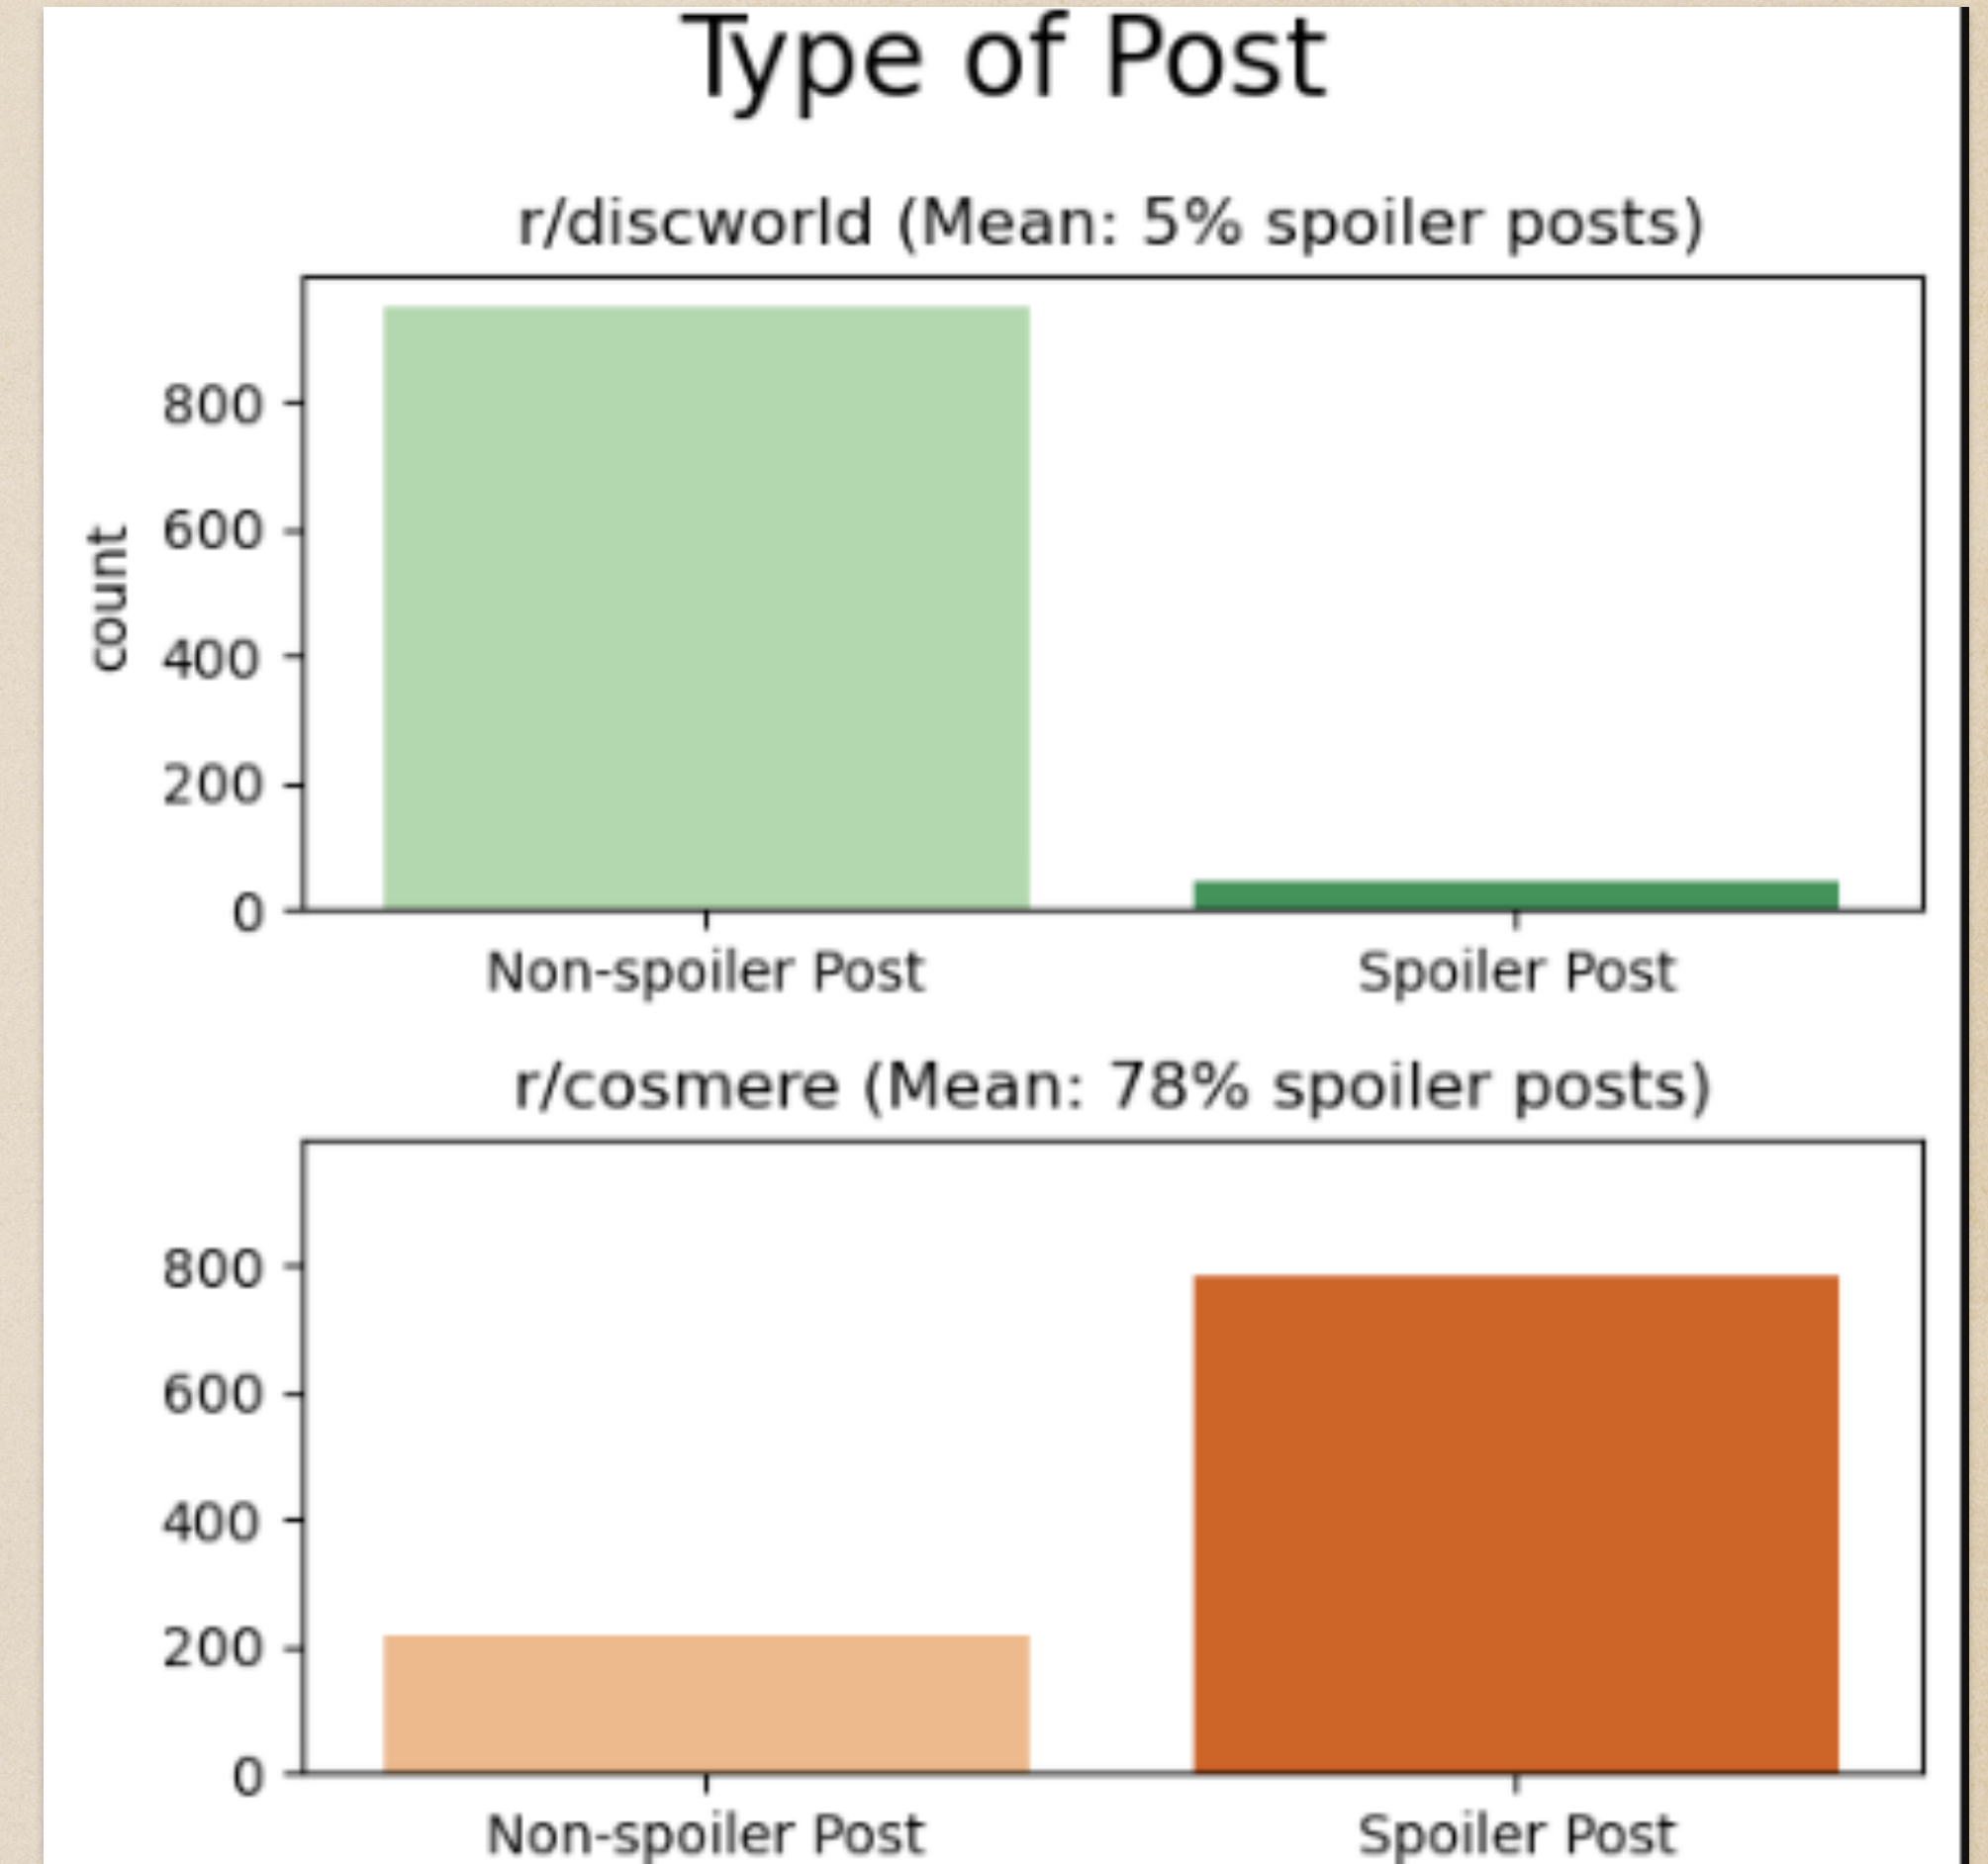 Type of Post
r/discworld (Mean: 5% spoiler posts)
800
600
count
400
200
0
Non-spoiler Post Spoiler Post
r/cosmere (Mean: 78% spoiler posts)
800
600
400
200
0
Non-spoiler Post Spoiler Post